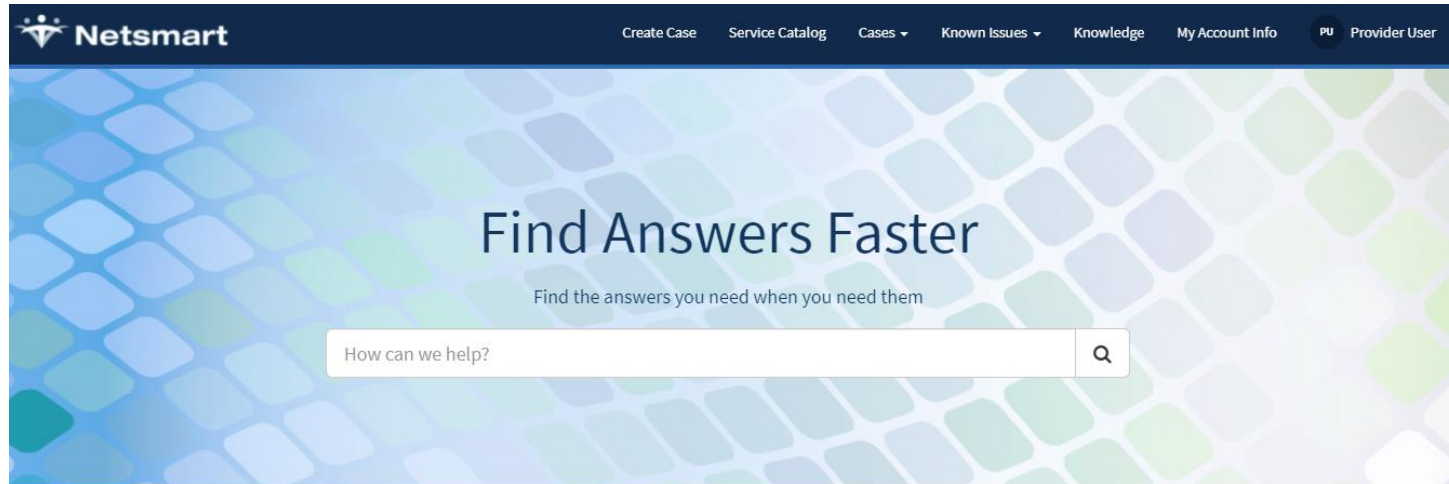 Netsmart
Create Case Service Catalog Cases Known Issues Knowledge My Account Info PU Provider User
Find Answers Faster
Find the answers you need when you need them
How can we help?